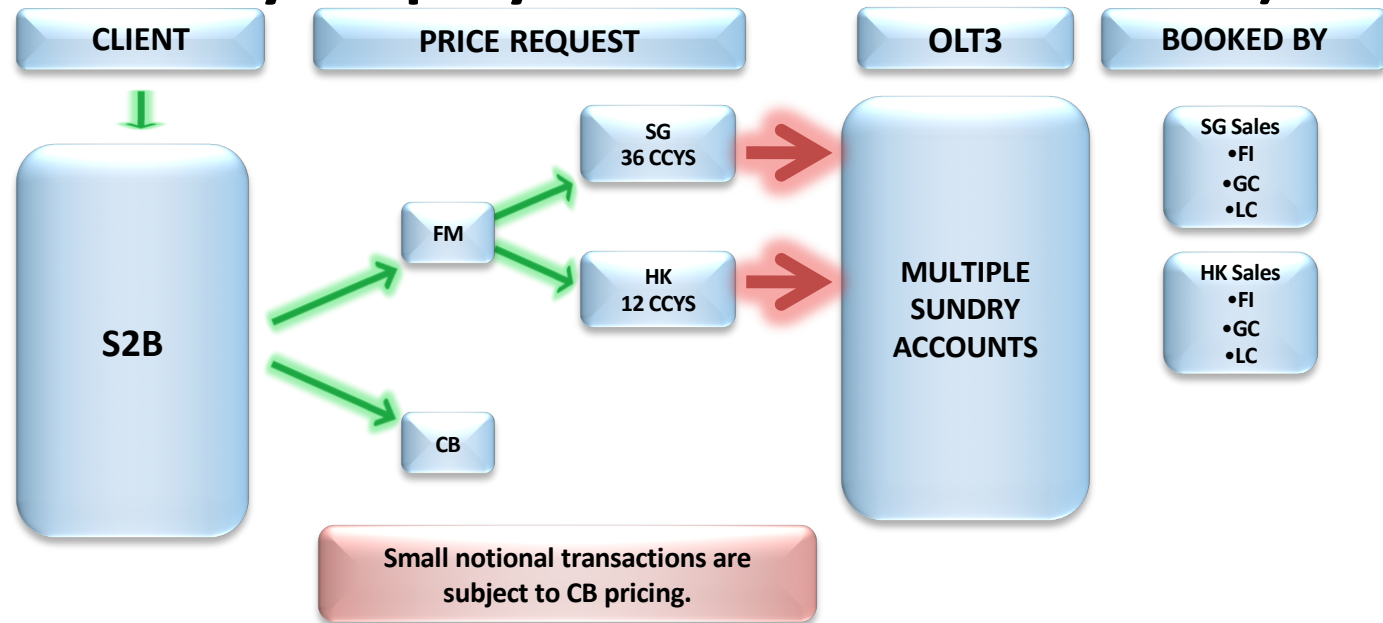 CLIENT
PRICE REQUEST
OLT3
BOOKED BY
S2B
FM
CB
SG
36 CCYS
HK
12 CCYS
MULTIPLE
SUNDRY
ACCOUNTS
SG Sales
•FI
•GC
•LC
HK Sales
•FI
•GC
•LC
Small notional transactions are
subject to CB pricing.